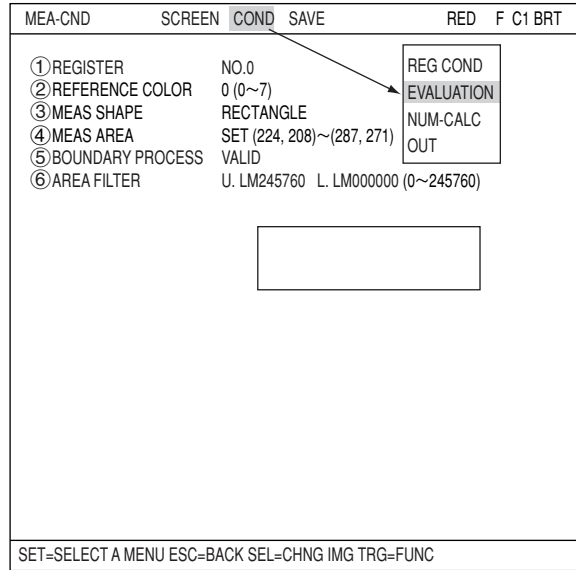 MEA-CND SCREEN COND SAVE RED F C1 BRT
①REGISTER NO.0
②REFERENCE COLOR 0 (0~7)
③MEAS SHAPE RECTANGLE
④MEAS AREA SET (224, 208)~(287, 271)
⑤BOUNDARY PROCESS VALID
⑥AREA FILTER U. LM245760 L. LM000000 (0~245760)
REG COND
EVALUATION
NUM-CALC
OUT
SET=SELECT A MENU ESC=BACK SEL=CHNG IMG TRG=FUNC